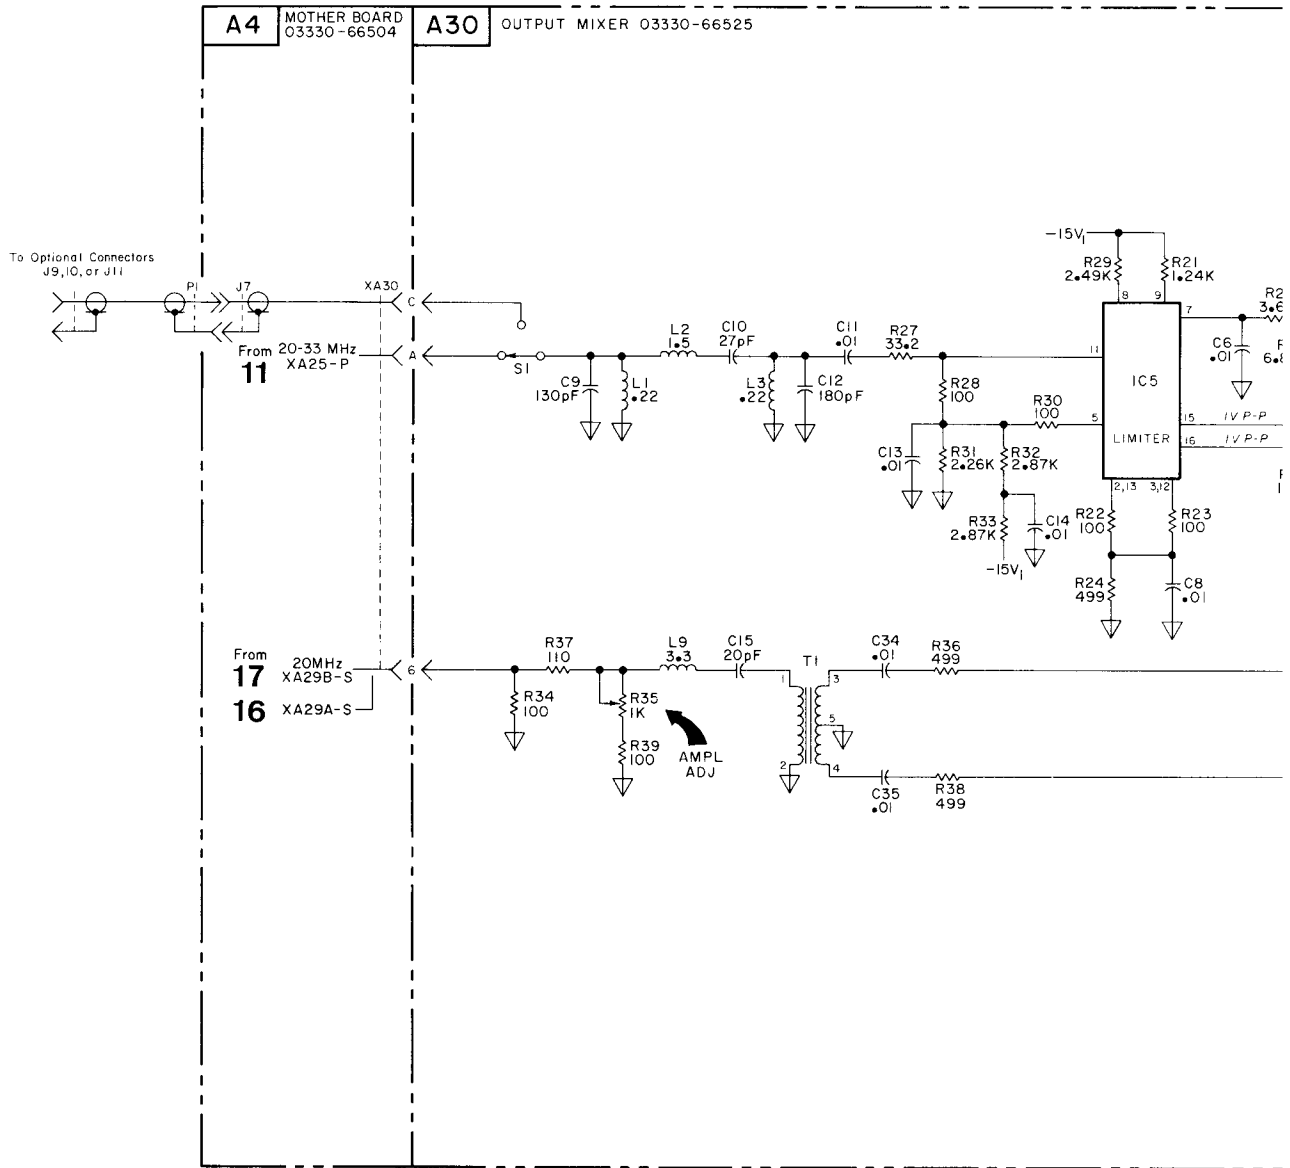 A4
MOTHER BOARD
03330-66504
A30
OUTPUT MIXER 03330-66525
To Optional Connectors
J9,10, or J11
P1
J7
XA30
C
From
11
20-33 MHz
XA25-P
A
S1
C9
130pF
L1
.22
L2
1.5
C10
27pF
L3
.22
C12
180pF
C11
.01
R27
33.2
R28
100
-15V1
R29
2.49K
R21
1.24K
8
9
7
11
5
IC5
LIMITER
15
16
1V P-P
1V P-P
2,13
3,12
C6
.01
R30
100
C13
.01
R31
2.26K
R32
2.87K
R33
2.87K
C14
.01
-15V1
R22
100
R23
100
R24
499
C8
.01
From
17
20MHz
XA29B-S
16
XA29A-S
6
R34
100
R37
110
R35
1K
R39
100
AMPL
ADJ
L9
3.3
C15
20pF
T1
1
2
3
5
4
C34
.01
R36
499
C35
.01
R38
499